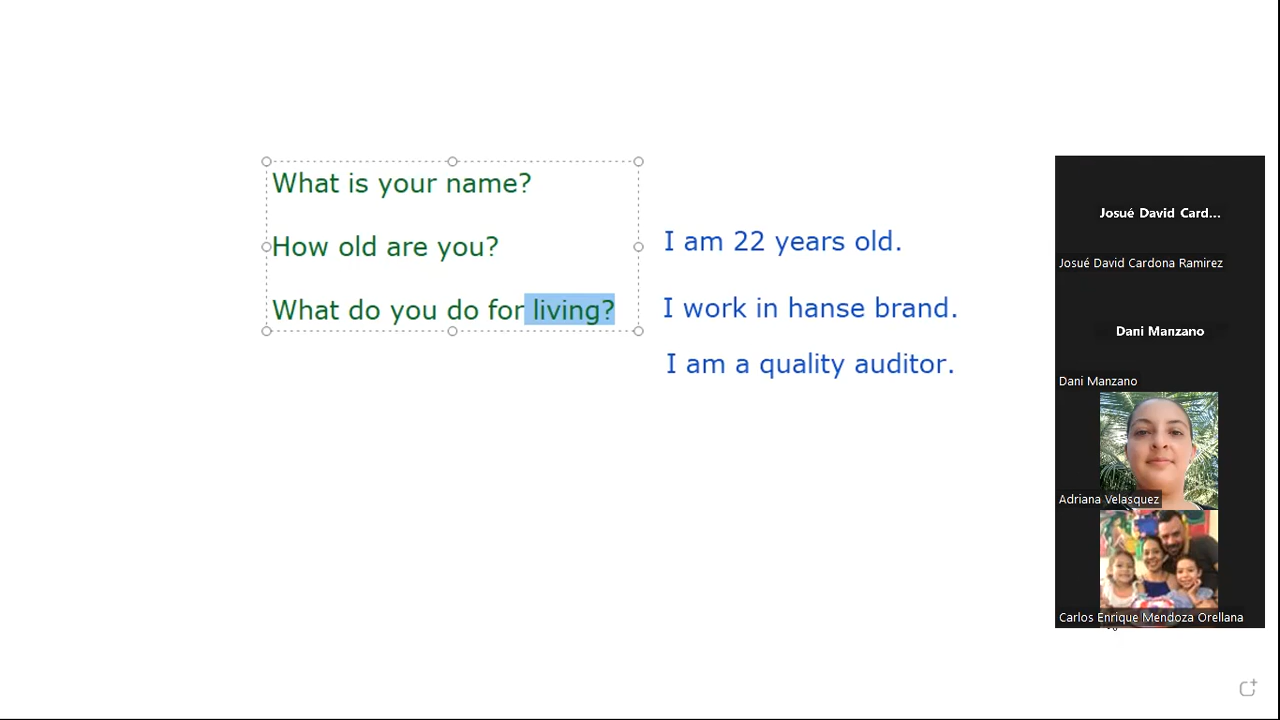 What is your name?
How old are you?
What do you do for living?
I am 22 years old.
I work in hanse brand.
I am a quality auditor.
Josué David Card...
Josué David Cardona Ramirez
Dani Manzano
Dani Manzano
Adriana Velasquez
Carlos Enrique Mendoza Orellana